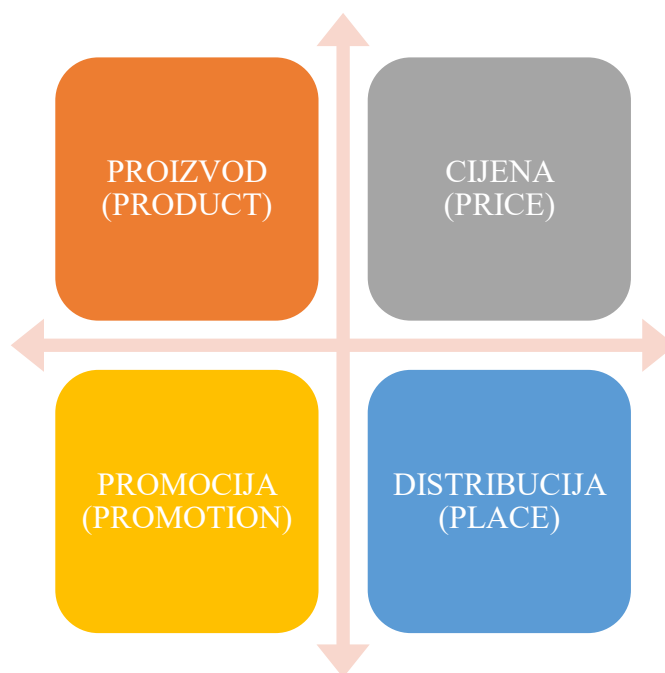 PROIZVOD
(PRODUCT)
CIJENA
(PRICE)
PROMOCIJA
(PROMOTION)
DISTRIBUCIJA
(PLACE)